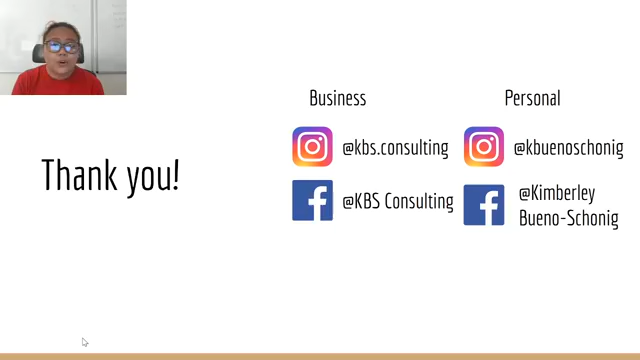 Business
Personal
@kbs.consulting
@kbuenoschonig
Thank you!
@KBS Consulting
@Kimberley
Bueno-Schonig